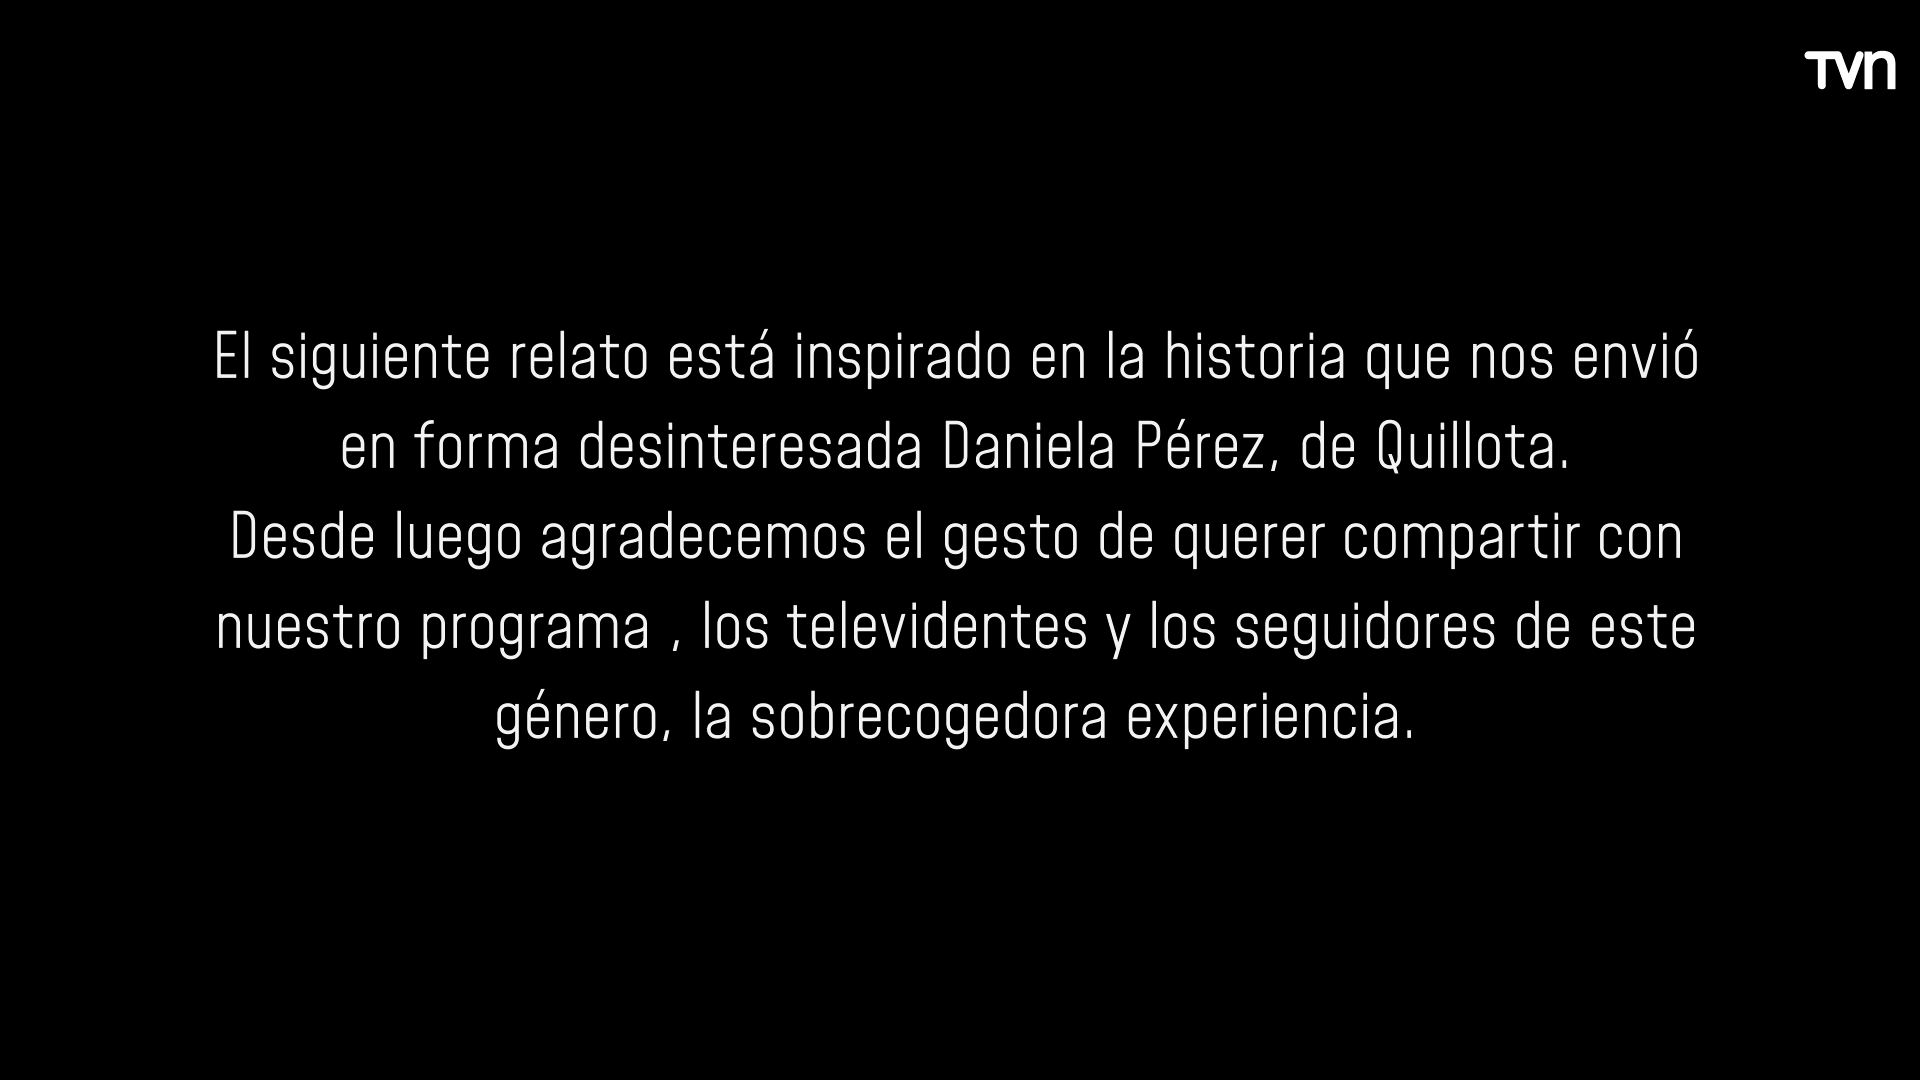 TVN
El siguiente relato está inspirado en la historia que nos envió
en forma desinteresada Daniela Pérez, de Quillota.
Desde luego agradecemos el gesto de querer compartir con
nuestro programa , los televidentes y los seguidores de este
género, la sobrecogedora experiencia.